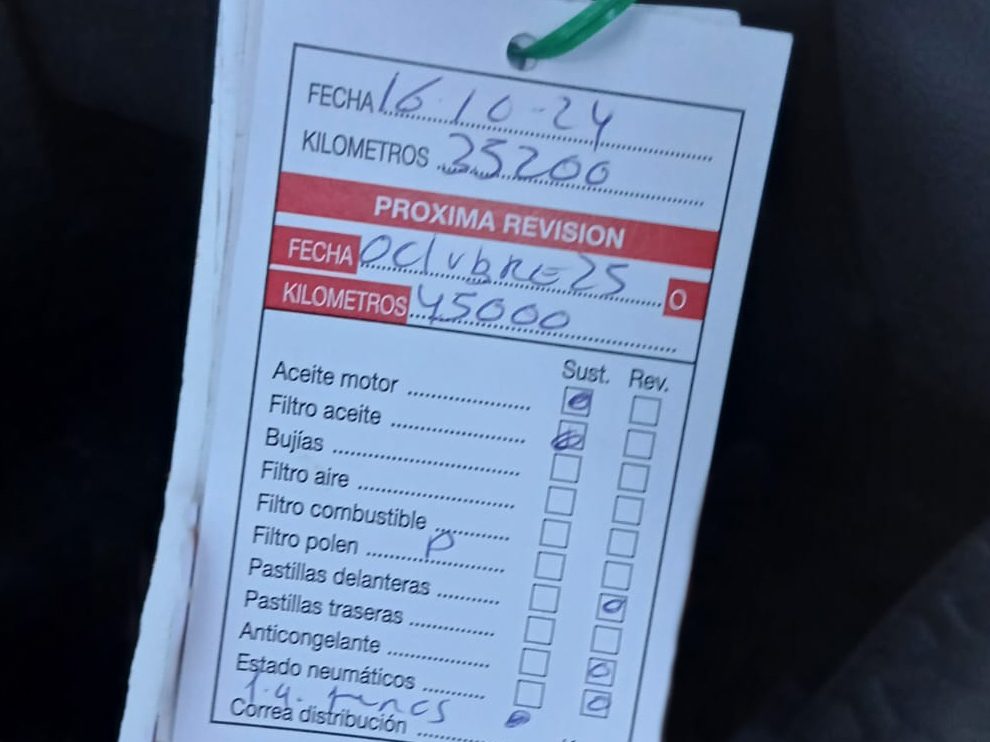 FECHA 16-10-24
KILOMETROS 35200
PROXIMA REVISION
FECHA Octubre 25 O
KILOMETROS 45000
Sust. Rev.
Aceite motor
Filtro aceite
Bujías
Filtro aire
Filtro combustible
Filtro polen P
Pastillas delanteras
Pastillas traseras
Anticongelante
Estado neumáticos
Correa distribución